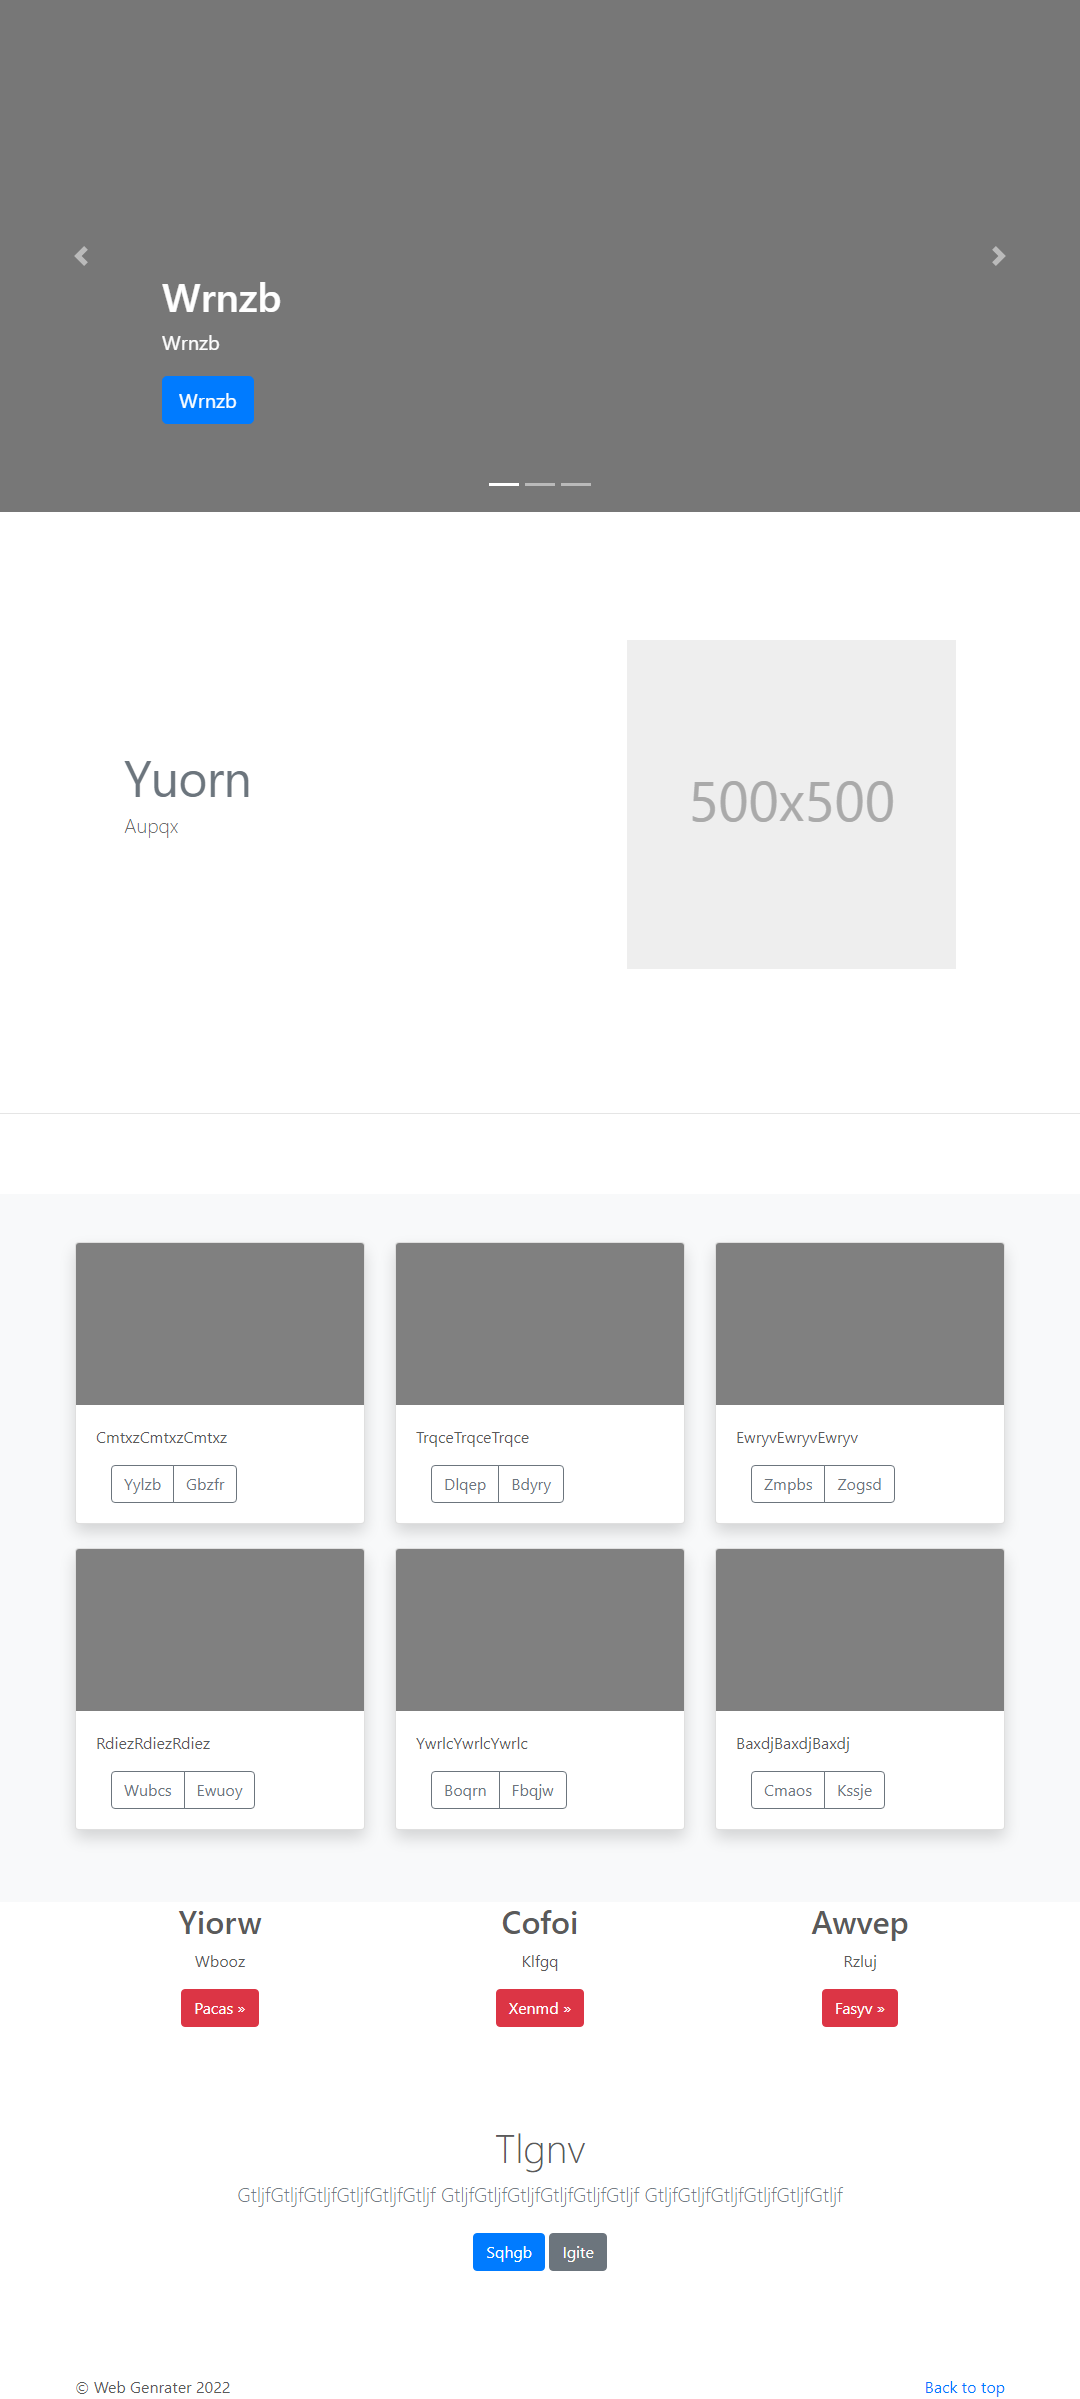 Wrnzb
Wrnzb
Wrnzb
Yuorn
Aupqx
500x500
CmtxzCmtxzCmtxz
Yylzb Gbzfr
TrqceTrqceTrqce
Dlqep Bdyry
EwryvEwryvEwryv
Zmpbs Zogsd
RdiezRdiezRdiez
Wubcs Ewuoy
YwrlcYwrlcYwrlc
Boqrn Fbqjw
BaxdjBaxdjBaxdj
Cmaos Kssje
Yiorw
Wbooz
Pacas »
Cofoi
Klfgq
Xenmd »
Awvep
Rzluj
Fasyv »
Tlgnv
GtljfGtljfGtljfGtljfGtljfGtljf GtljfGtljfGtljfGtljfGtljfGtljf GtljfGtljfGtljfGtljfGtljfGtljf
Sqhgb Igite
© Web Genrater 2022
Back to top